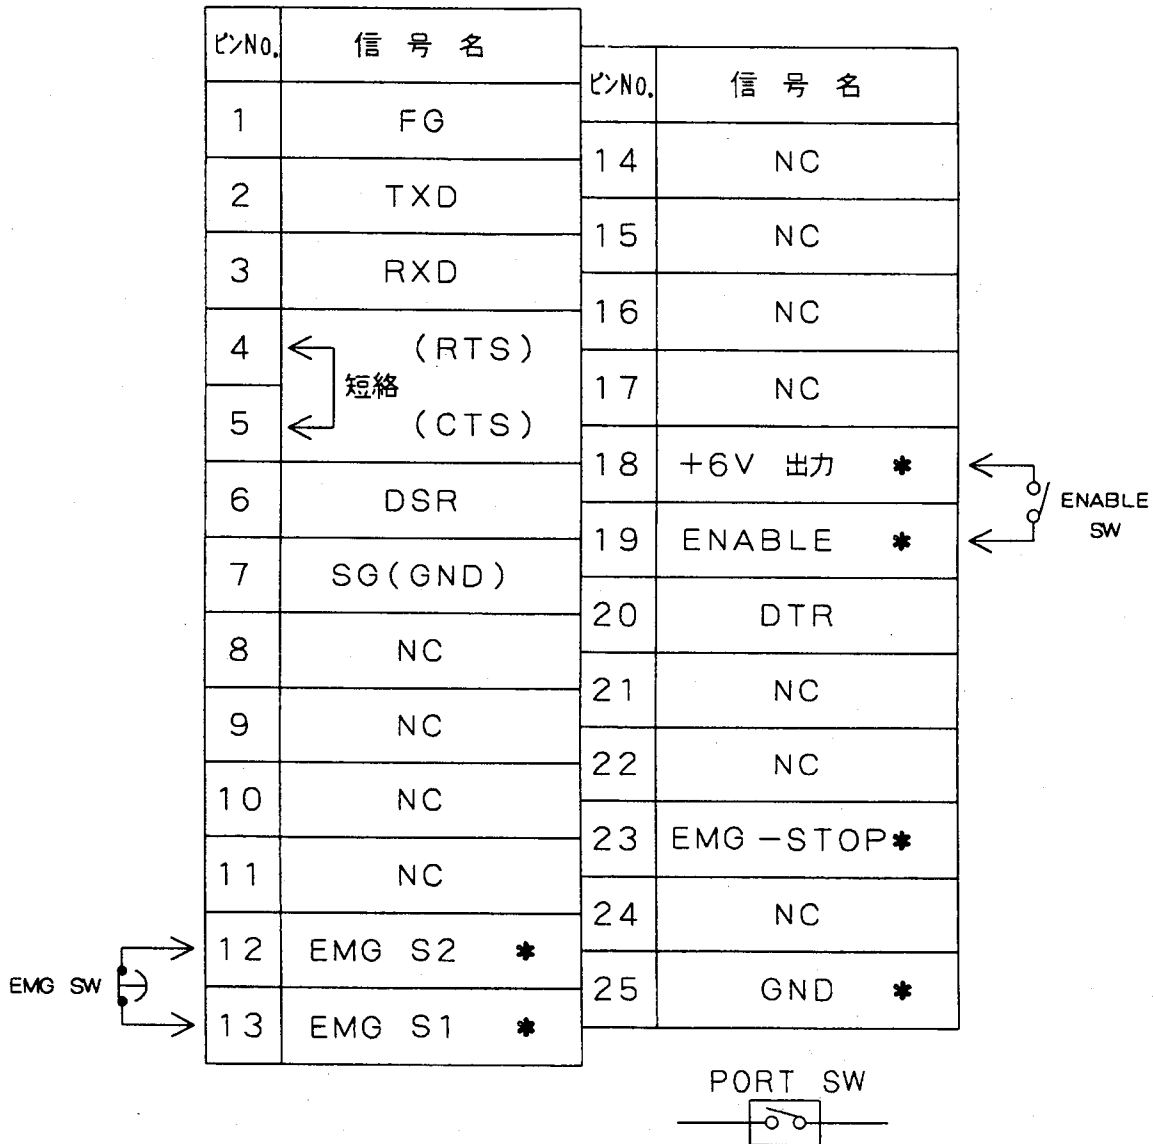 ピンNo. 信号名
1 FG
2 TXD
3 RXD
4 (RTS)
短絡
5 (CTS)
6 DSR
7 SG(GND)
8 NC
9 NC
10 NC
11 NC
12 EMG S2 *
EMG SW
13 EMG S1 *
ピンNo. 信号名
14 NC
15 NC
16 NC
17 NC
18 +6V 出力 *
19 ENABLE *
ENABLE
SW
20 DTR
21 NC
22 NC
23 EMG-STOP*
24 NC
25 GND *
PORT SW